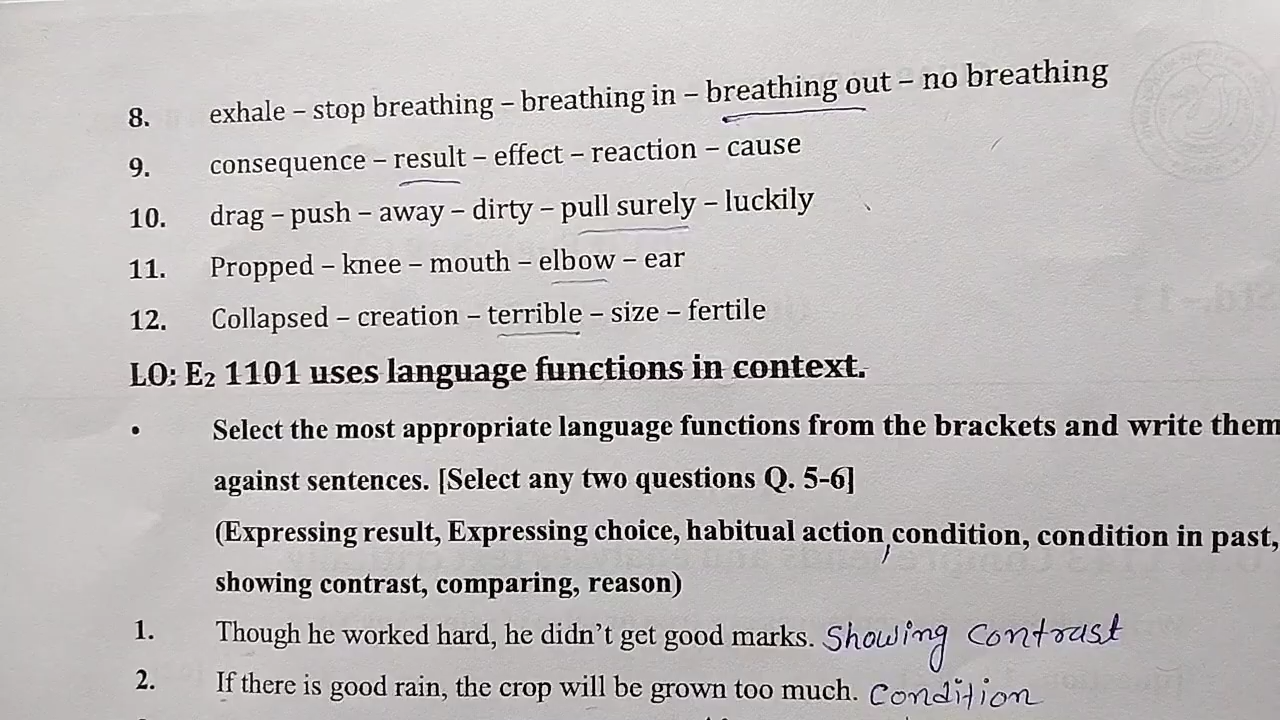 8. exhale – stop breathing – breathing in – breathing out – no breathing
9. consequence – result – effect – reaction – cause
10. drag – push – away – dirty – pull surely – luckily
11. Propped – knee – mouth – elbow – ear
12. Collapsed – creation – terrible – size – fertile
LO: E2 1101 uses language functions in context.
• Select the most appropriate language functions from the brackets and write them
against sentences. [Select any two questions Q. 5-6]
(Expressing result, Expressing choice, habitual action, condition, condition in past,
showing contrast, comparing, reason)
1. Though he worked hard, he didn't get good marks. Showing Contrast
2. If there is good rain, the crop will be grown too much. Condition